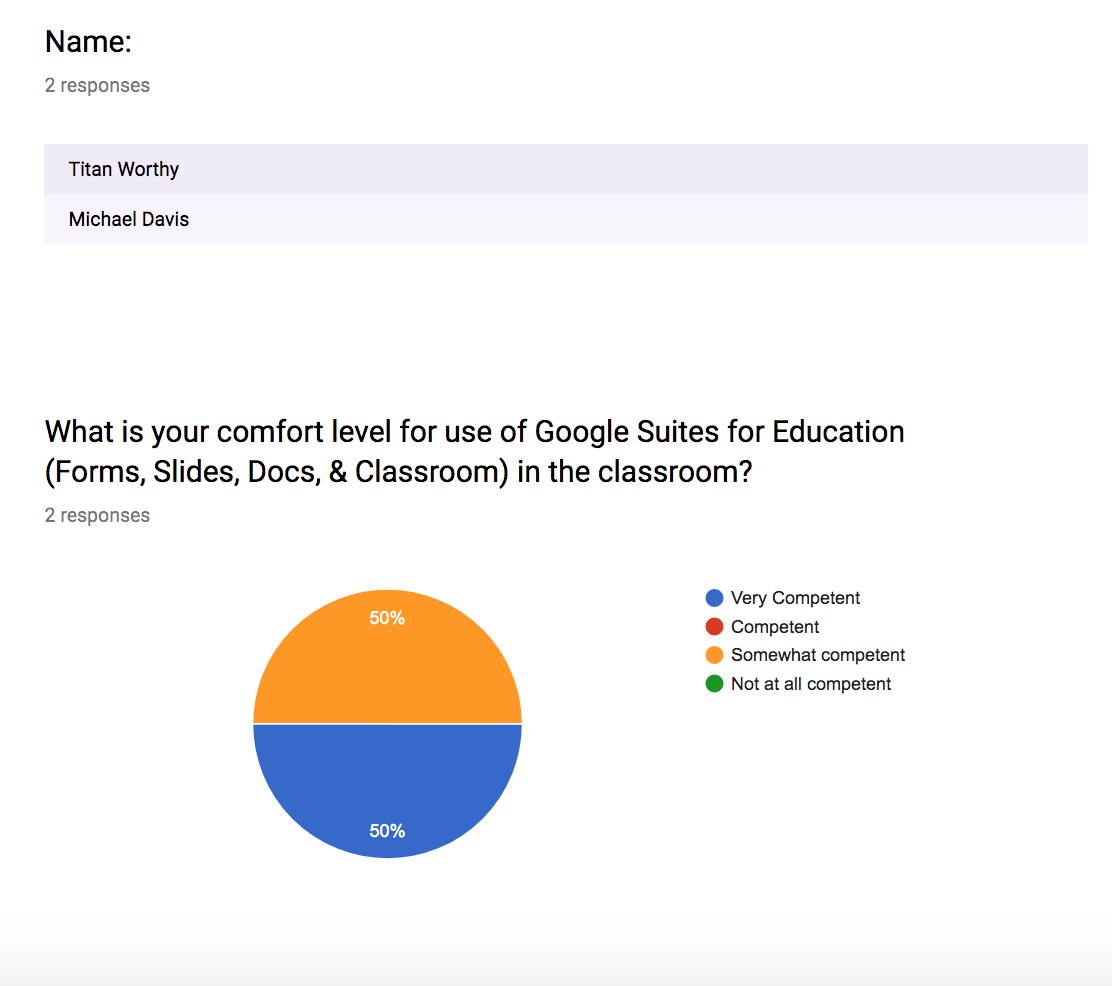 Name:
2 responses
Titan Worthy
Michael Davis
What is your comfort level for use of Google Suites for Education
(Forms, Slides, Docs, & Classroom) in the classroom?
2 responses
50%
50%
Very Competent
Competent
Somewhat competent
Not at all competent